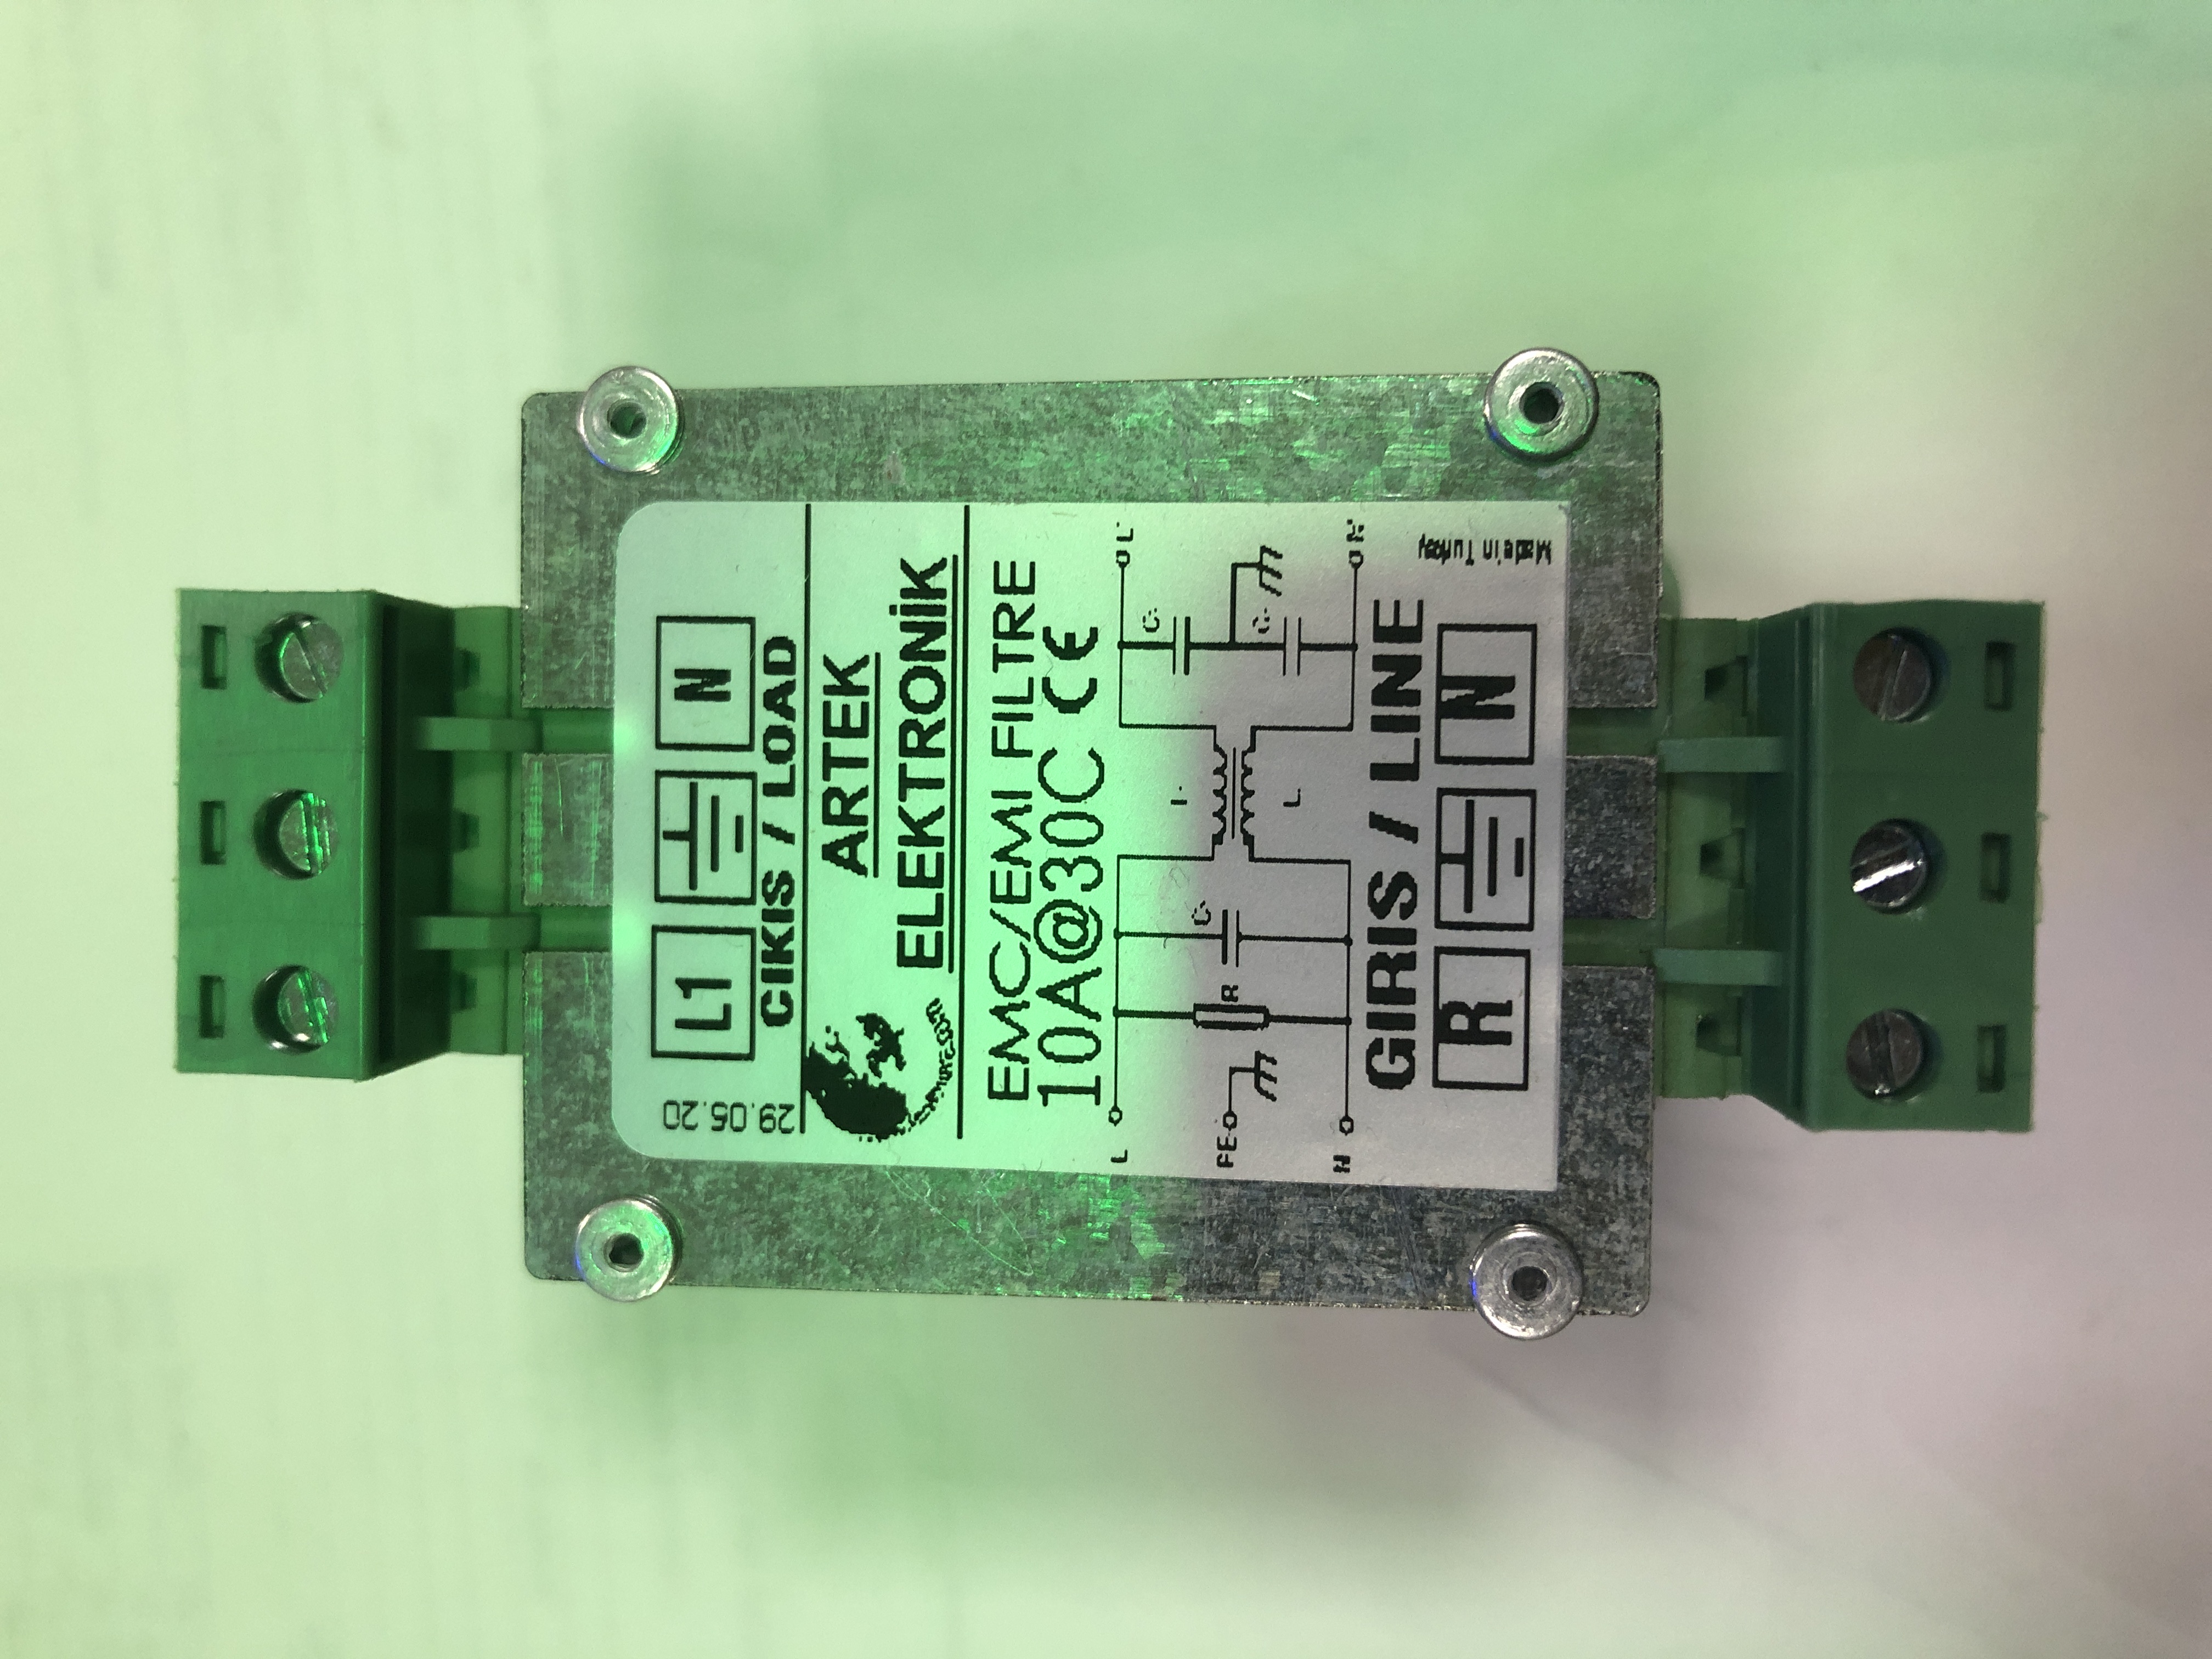 L1 N
CIKIS / LOAD
29.05.20
ARTEK
ELEKTRONİK
EMC/EMI FILTRE
10A@30C CE
L L'
R
L
PE
N N'
GIRIS / LINE
R N
Made in Turkey